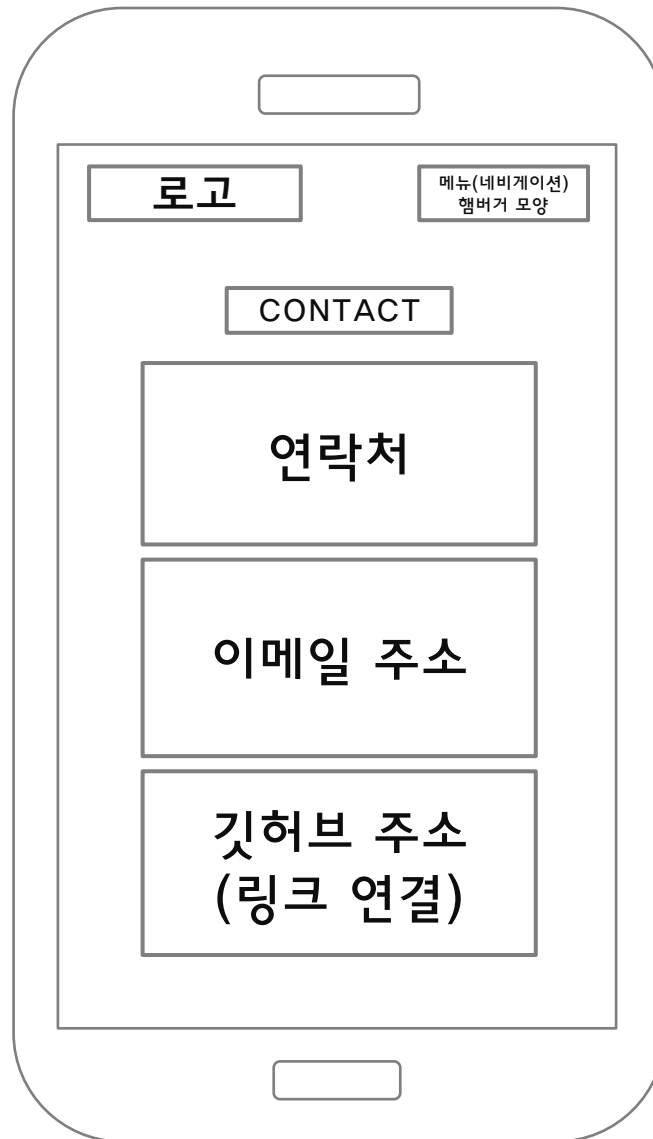 로고
메뉴(네비게이션)
햄버거 모양
CONTACT
연락처
이메일 주소
깃허브 주소
(링크 연결)